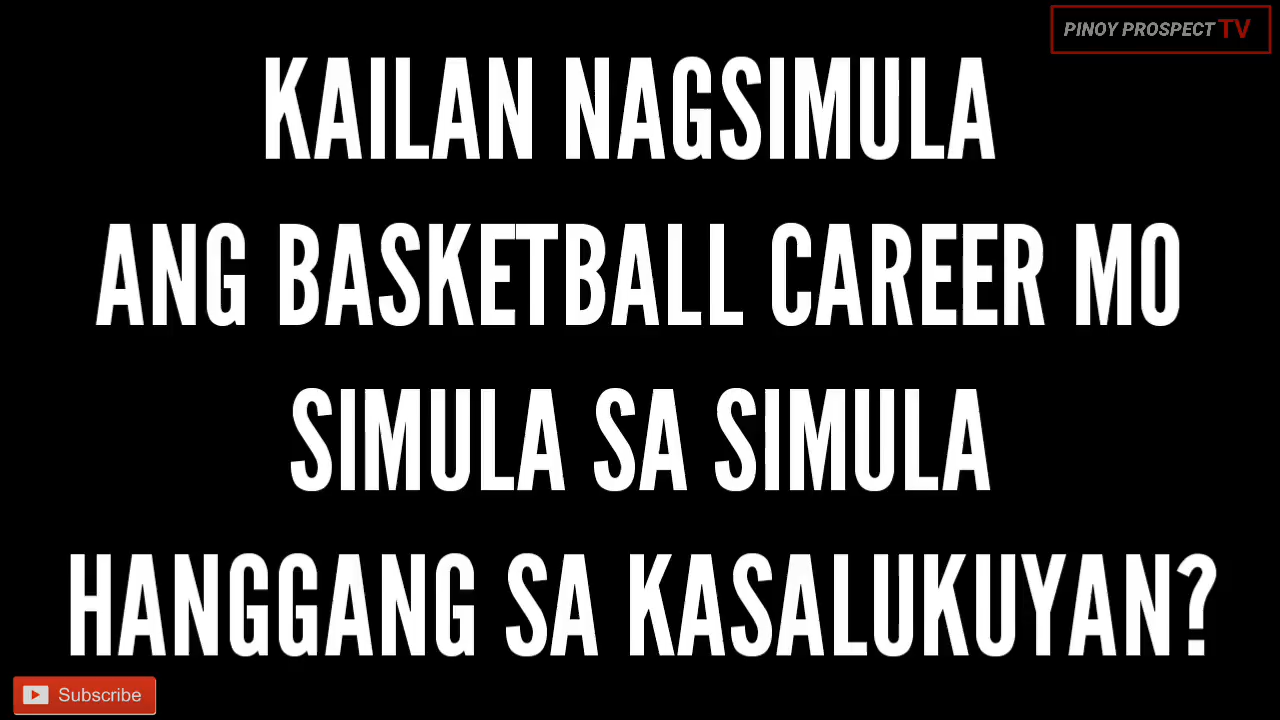 PINOY PROSPECT TV
KAILAN NAGSIMULA
ANG BASKETBALL CAREER MO
SIMULA SA SIMULA
HANGGANG SA KASALUKUYAN?
Subscribe